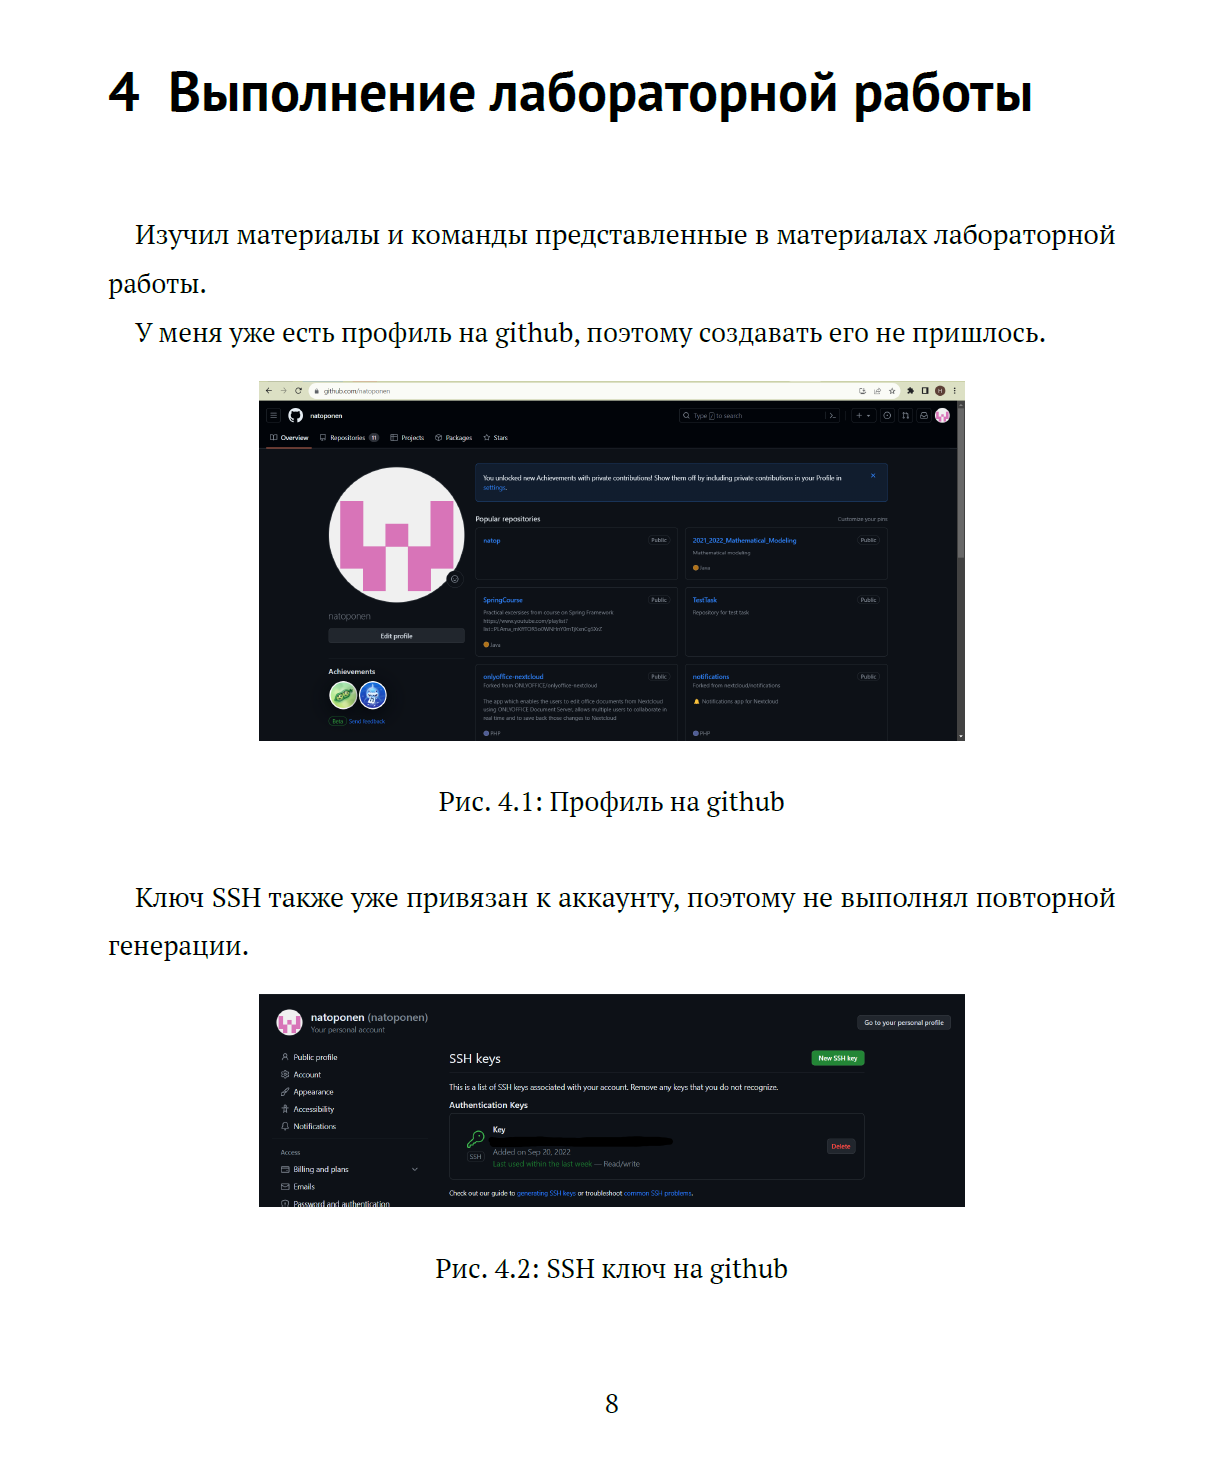 4 Выполнение лабораторной работы
Изучил материалы и команды представленные в материалах лабораторной
работы.
У меня уже есть профиль на github, поэтому создавать его не пришлось.
github.com/natoponen
natoponen
Type / to search
Overview Repositories 11 Projects Packages Stars
You unlocked new Achievements with private contributions! Show them off by including private contributions in your Profile in
settings.
Popular repositories Customize your pins
natop Public
2021_2022_Mathematical_Modeling Public
Mathematical modeling
Java
SpringCourse Public
Practical excersises from course on Spring Framework
https://www.youtube.com/playlist?
Java
TestTask Public
Repository for test task
natoponen
Edit profile
Achievements
Beta Send feedback
onlyoffice-nextcloud Public
Forked from ONLYOFFICE/onlyoffice-nextcloud
The app which enables the users to edit office documents from Nextcloud
using ONLYOFFICE Document Server, allows multiple users to collaborate in
real time and to save back those changes to Nextcloud
PHP
notifications Public
Forked from nextcloud/notifications
Notifications app for Nextcloud
PHP
Рис. 4.1: Профиль на github
Ключ SSH также уже привязан к аккаунту, поэтому не выполнял повторной
генерации.
natoponen (natoponen)
Your personal account
Go to your personal profile
Public profile
Account
Appearance
Accessibility
Notifications
Access
Billing and plans
Emails
Password and authentication
SSH keys New SSH key
This is a list of SSH keys associated with your account. Remove any keys that you do not recognize.
Authentication Keys
Key
SSH
Added on Sep 20, 2022
Last used within the last week — Read/write
Delete
Check out our guide to generating SSH keys or troubleshoot common SSH problems.
Рис. 4.2: SSH ключ на github
8